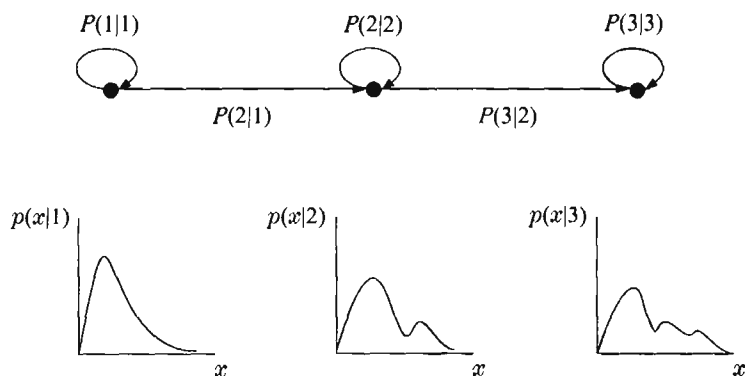 P(1|1) P(2|2) P(3|3)
P(2|1) P(3|2)
p(x|1) p(x|2) p(x|3)
x x x